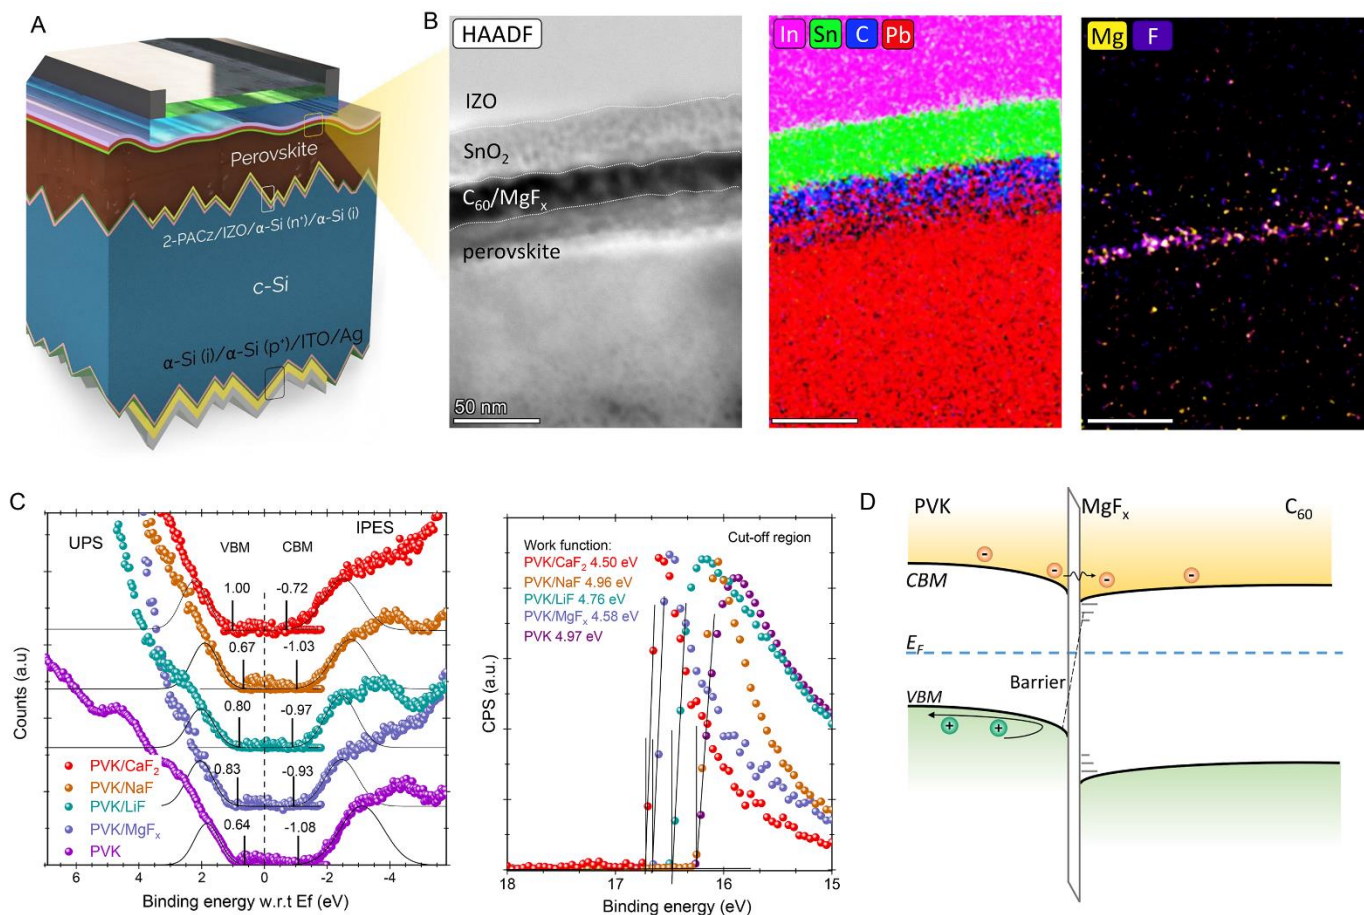 A
Perovskite
2-PACz/IZO/α-Si (n⁺)/α-Si (i)
c-Si
α-Si (i)/α-Si (p⁺)/ITO/Ag
B
HAADF
IZO
SnO₂
C₆₀/MgFₓ
perovskite
50 nm
In Sn C Pb
Mg F
C
UPS
VBM
CBM
IPES
1.00
-0.72
0.67
-1.03
0.80
-0.97
0.83
-0.93
0.64
-1.08
PVK/CaF₂
PVK/NaF
PVK/LiF
PVK/MgFₓ
PVK
Counts (a.u)
6 4 2 0 -2 -4
Binding energy w.r.t Ef (eV)
Cut-off region
Work function:
PVK/CaF₂ 4.50 eV
PVK/NaF 4.96 eV
PVK/LiF 4.76 eV
PVK/MgFₓ 4.58 eV
PVK 4.97 eV
CPS (a.u.)
18 17 16 15
Binding energy (eV)
D
PVK
MgFₓ
C₆₀
- - - -
CBM
E_F
Barrier
VBM
+ +